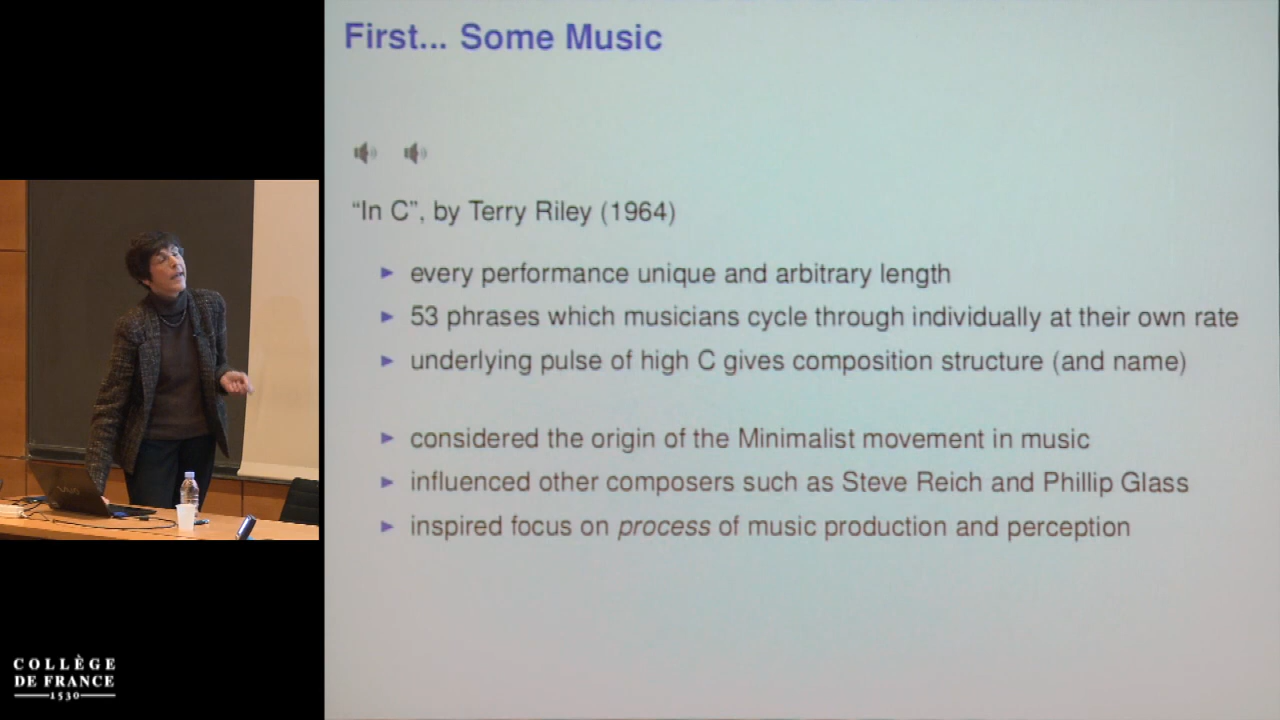 First... Some Music
“In C”, by Terry Riley (1964)
every performance unique and arbitrary length
53 phrases which musicians cycle through individually at their own rate
underlying pulse of high C gives composition structure (and name)
considered the origin of the Minimalist movement in music
influenced other composers such as Steve Reich and Phillip Glass
inspired focus on process of music production and perception
VAIO
COLLÈGE
DE FRANCE
1530